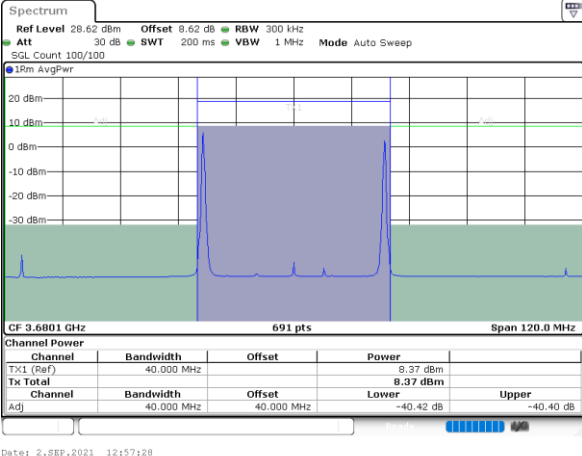 Spectrum
Ref Level 28.62 dBm Offset 8.62 dB RBW 300 kHz
Att 30 dB SWT 200 ms VBW 1 MHz Mode Auto Sweep
SGL Count 100/100
1Rm AvgPwr
20 dBm
TX1
10 dBm Adj Adj
0 dBm
-10 dBm
-20 dBm
-30 dBm
CF 3.6801 GHz 691 pts Span 120.0 MHz
Channel Power
Channel Bandwidth Offset Power
TX1 (Ref) 40.000 MHz 8.37 dBm
Tx Total 8.37 dBm
Channel Bandwidth Offset Lower Upper
Adj 40.000 MHz 40.000 MHz -40.42 dB -40.40 dB
Ready
Date: 2.SEP.2021 12:57:28